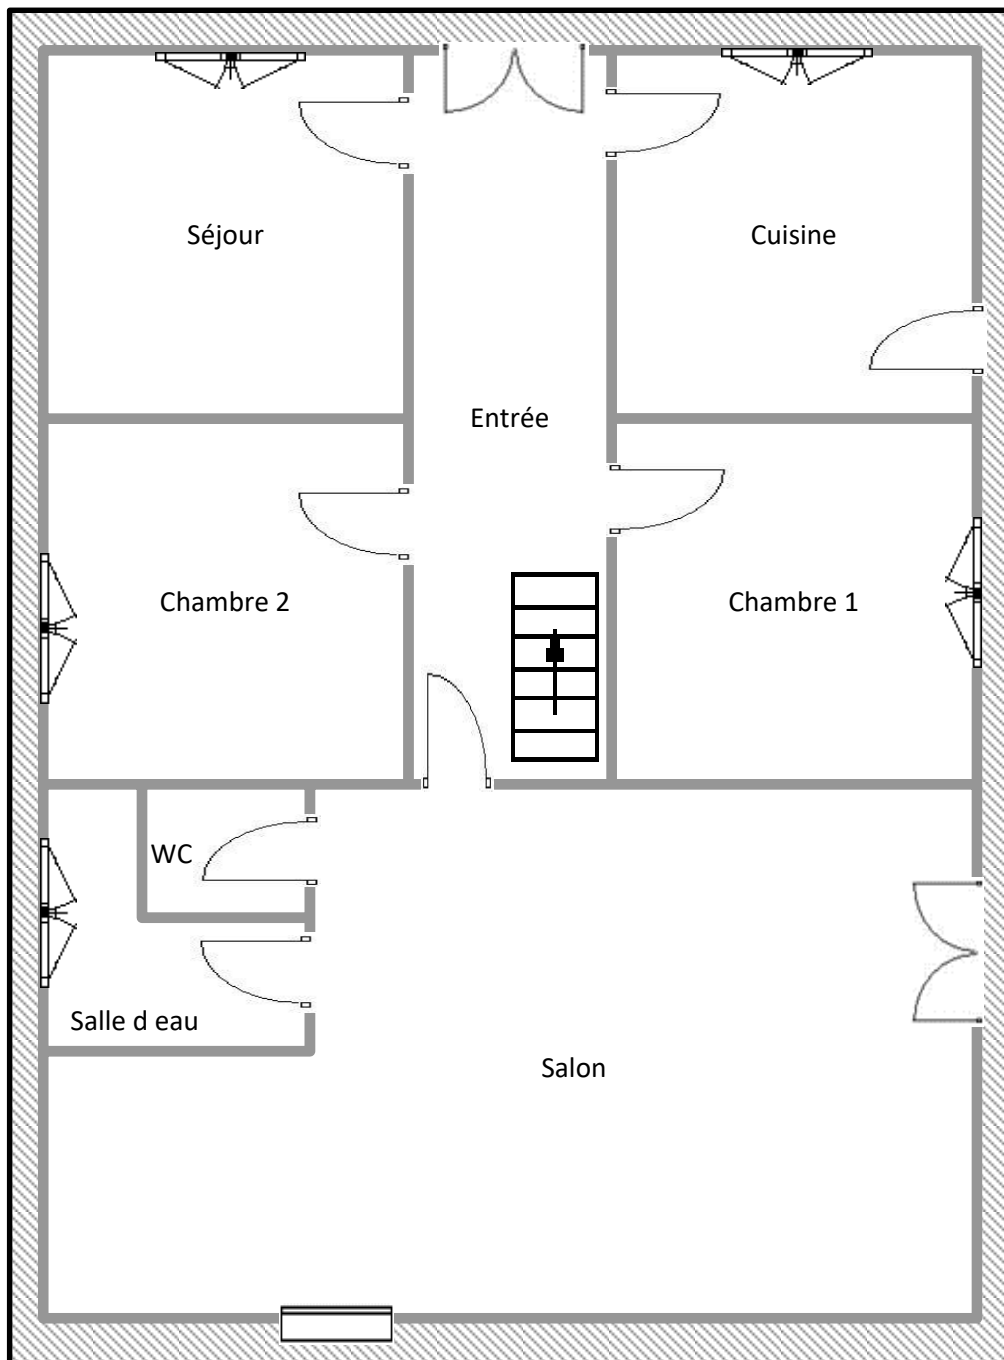 Séjour
Cuisine
Entrée
Chambre 2
Chambre 1
WC
Salle d eau
Salon